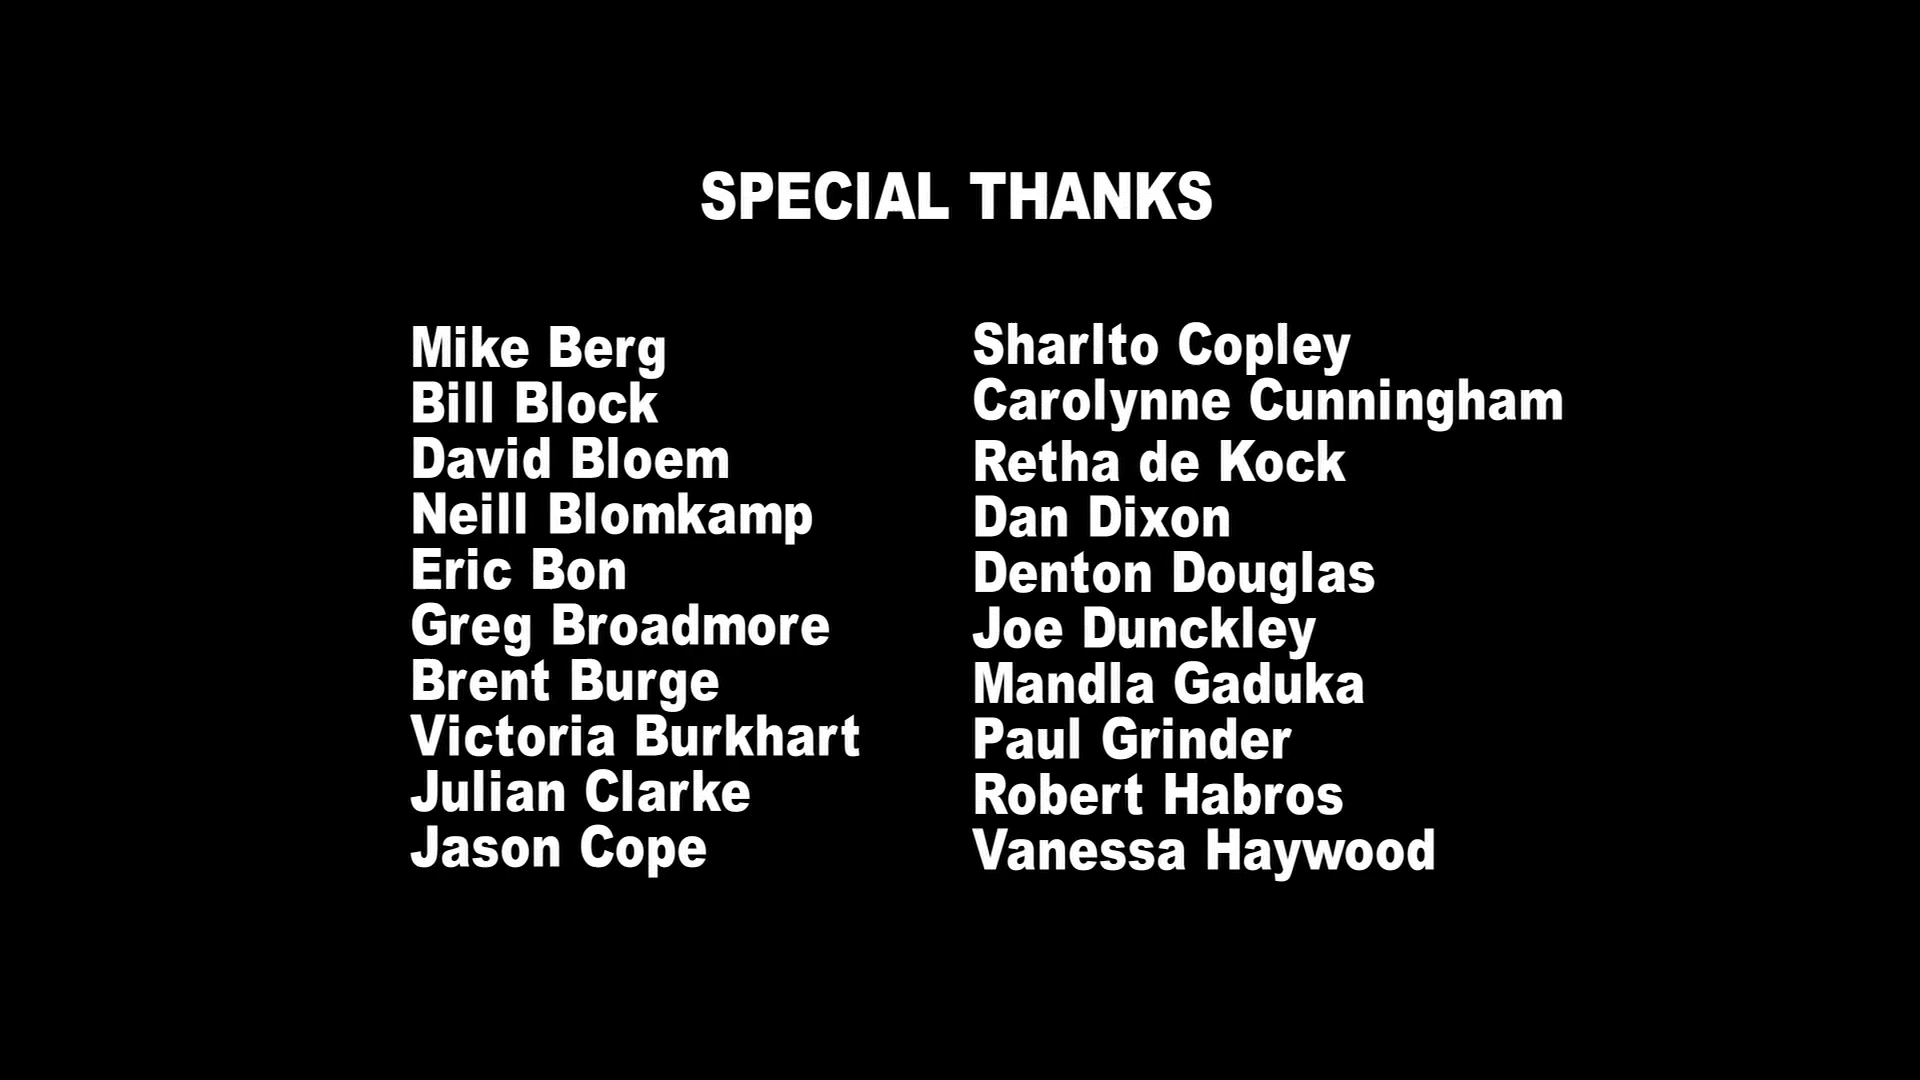 SPECIAL THANKS
Mike Berg
Bill Block
David Bloem
Neill Blomkamp
Eric Bon
Greg Broadmore
Brent Burge
Victoria Burkhart
Julian Clarke
Jason Cope
Sharlto Copley
Carolynne Cunningham
Retha de Kock
Dan Dixon
Denton Douglas
Joe Dunckley
Mandla Gaduka
Paul Grinder
Robert Habros
Vanessa Haywood